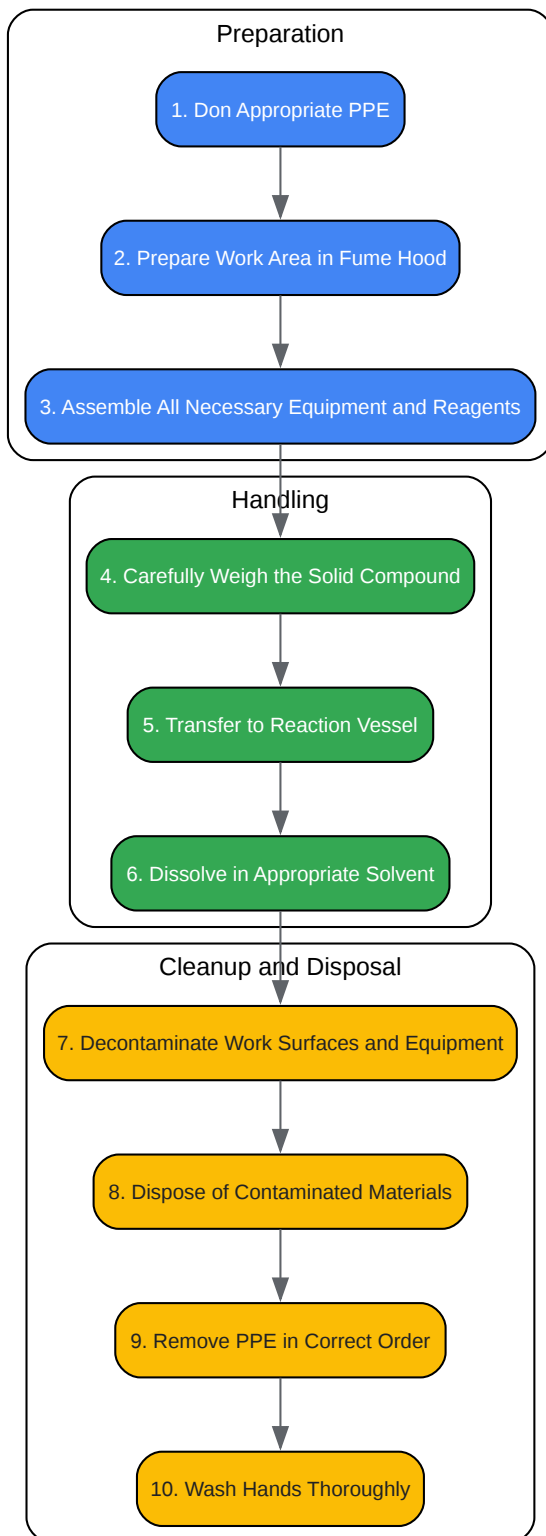 Preparation
1. Don Appropriate PPE
2. Prepare Work Area in Fume Hood
3. Assemble All Necessary Equipment and Reagents
Handling
4. Carefully Weigh the Solid Compound
5. Transfer to Reaction Vessel
6. Dissolve in Appropriate Solvent
Cleanup and Disposal
7. Decontaminate Work Surfaces and Equipment
8. Dispose of Contaminated Materials
9. Remove PPE in Correct Order
10. Wash Hands Thoroughly